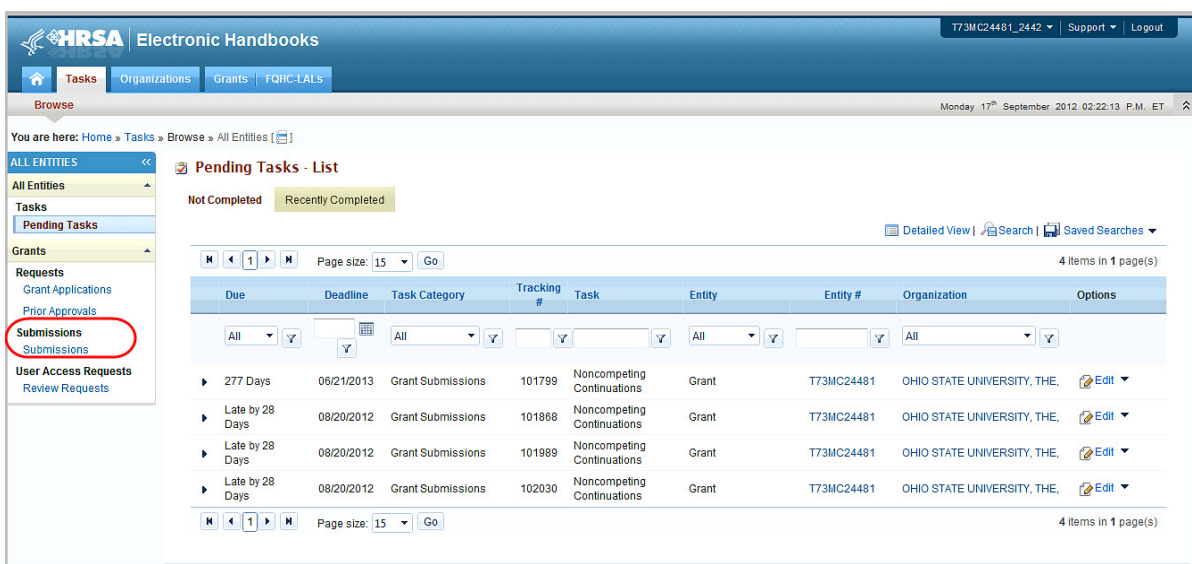 T73MC24481_2442 Support Logout
HRSA Electronic Handbooks
Tasks Organizations Grants FQHC-LALs
Browse Monday 17th September 2012 02:22:13 P.M. ET
You are here: Home » Tasks » Browse » All Entities [ ]
ALL ENTITIES «
All Entities
Tasks
Pending Tasks
Grants
Requests
Grant Applications
Prior Approvals
Submissions
Submissions
User Access Requests
Review Requests
Pending Tasks - List
Not Completed Recently Completed
Detailed View | Search | Saved Searches
1 Page size: 15 Go 4 items in 1 page(s)
Due Deadline Task Category Tracking # Task Entity Entity # Organization Options
All All All All
277 Days 06/21/2013 Grant Submissions 101799 Noncompeting Continuations Grant T73MC24481 OHIO STATE UNIVERSITY, THE, Edit
Late by 28 Days 08/20/2012 Grant Submissions 101868 Noncompeting Continuations Grant T73MC24481 OHIO STATE UNIVERSITY, THE, Edit
Late by 28 Days 08/20/2012 Grant Submissions 101989 Noncompeting Continuations Grant T73MC24481 OHIO STATE UNIVERSITY, THE, Edit
Late by 28 Days 08/20/2012 Grant Submissions 102030 Noncompeting Continuations Grant T73MC24481 OHIO STATE UNIVERSITY, THE, Edit
1 Page size: 15 Go 4 items in 1 page(s)